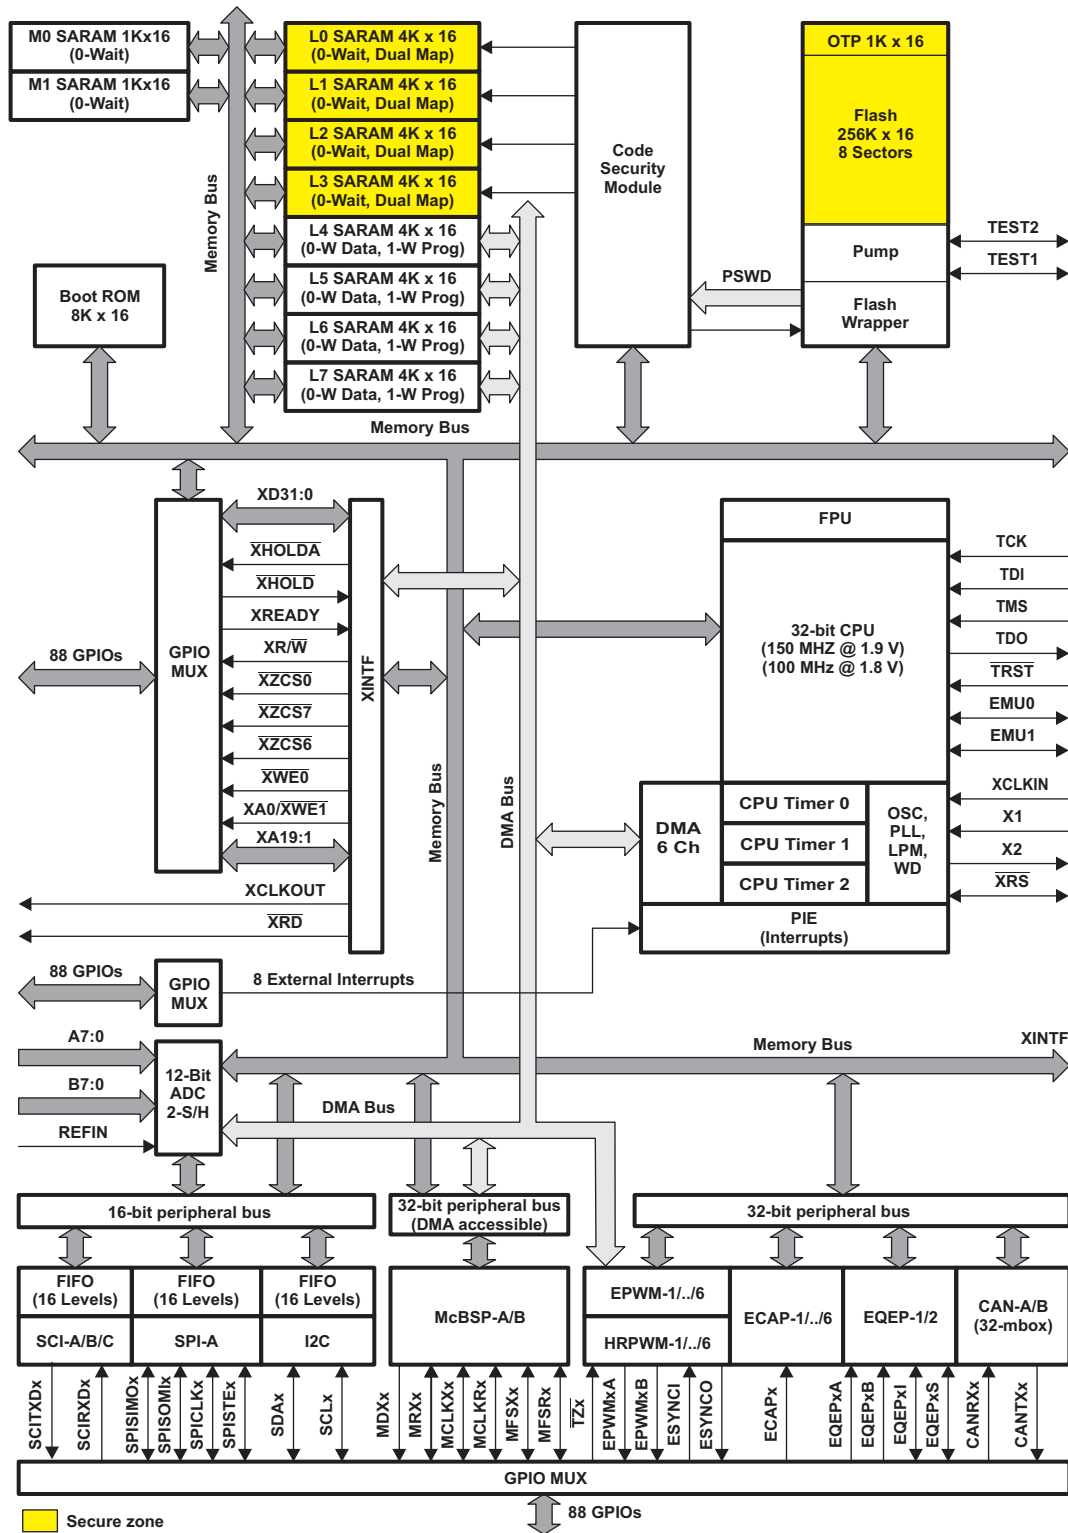 M0 SARAM 1Kx16
(0-Wait)
M1 SARAM 1Kx16
(0-Wait)
L0 SARAM 4K x 16
(0-Wait, Dual Map)
L1 SARAM 4K x 16
(0-Wait, Dual Map)
L2 SARAM 4K x 16
(0-Wait, Dual Map)
L3 SARAM 4K x 16
(0-Wait, Dual Map)
L4 SARAM 4K x 16
(0-W Data, 1-W Prog)
L5 SARAM 4K x 16
(0-W Data, 1-W Prog)
L6 SARAM 4K x 16
(0-W Data, 1-W Prog)
L7 SARAM 4K x 16
(0-W Data, 1-W Prog)
Memory Bus
Boot ROM
8K x 16
Code
Security
Module
OTP 1K x 16
Flash
256K x 16
8 Sectors
Pump
Flash
Wrapper
TEST2
TEST1
PSWD
Memory Bus
XD31:0
XHOLDA
XHOLD
XREADY
XR/W
XZCS0
XZCS7
XZCS6
XWE0
XA0/XWE1
XA19:1
XCLKOUT
XRD
88 GPIOs
GPIO
MUX
XINTF
Memory Bus
DMA Bus
FPU
32-bit CPU
(150 MHZ @ 1.9 V)
(100 MHz @ 1.8 V)
TCK
TDI
TMS
TDO
TRST
EMU0
EMU1
XCLKIN
X1
X2
XRS
DMA
6 Ch
CPU Timer 0
CPU Timer 1
CPU Timer 2
OSC,
PLL,
LPM,
WD
PIE
(Interrupts)
88 GPIOs
GPIO
MUX
8 External Interrupts
A7:0
B7:0
REFIN
12-Bit
ADC
2-S/H
Memory Bus
XINTF
DMA Bus
16-bit peripheral bus
32-bit peripheral bus
(DMA accessible)
32-bit peripheral bus
FIFO
(16 Levels)
SCI-A/B/C
FIFO
(16 Levels)
SPI-A
FIFO
(16 Levels)
I2C
McBSP-A/B
EPWM-1/../6
HRPWM-1/../6
ECAP-1/../6
EQEP-1/2
CAN-A/B
(32-mbox)
SCITXDx
SCIRXDx
SPISIMOx
SPISOMIx
SPICLKx
SPISTEx
SDAx
SCLx
MDXx
MRXx
MCLKXx
MCLKRx
MFSXx
MFSRx
TZx
EPWMxA
EPWMxB
ESYNCI
ESYNCO
ECAPx
EQEPxA
EQEPxB
EQEPxI
EQEPxS
CANRXx
CANTXx
GPIO MUX
88 GPIOs
Secure zone